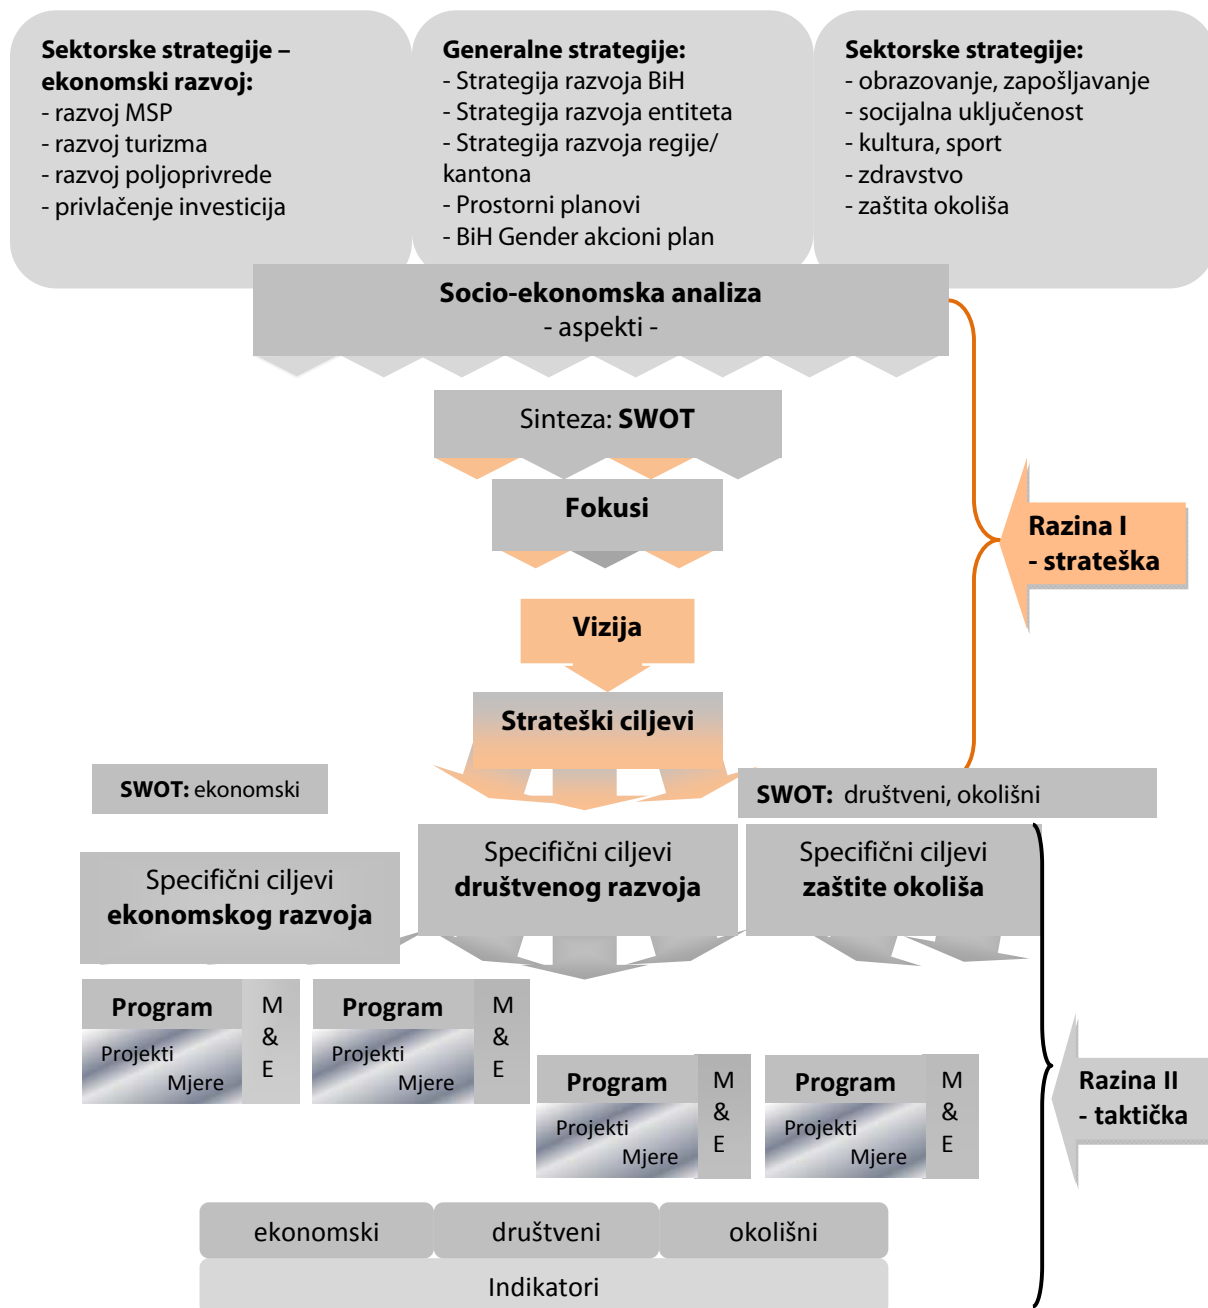 Sektorske strategije –
ekonomski razvoj:
- razvoj MSP
- razvoj turizma
- razvoj poljoprivrede
- privlačenje investicija
Generalne strategije:
- Strategija razvoja BiH
- Strategija razvoja entiteta
- Strategija razvoja regije/
kantona
- Prostorni planovi
- BiH Gender akcioni plan
Sektorske strategije:
- obrazovanje, zapošljavanje
- socijalna uključenost
- kultura, sport
- zdravstvo
- zaštita okoliša
Socio-ekonomska analiza
- aspekti -
Sinteza: SWOT
Fokusi
Razina I
- strateška
Vizija
Strateški ciljevi
SWOT: ekonomski
SWOT: društveni, okolišni
Specifični ciljevi
ekonomskog razvoja
Specifični ciljevi
društvenog razvoja
Specifični ciljevi
zaštite okoliša
Program
Projekti
Mjere
M
&
E
Program
Projekti
Mjere
M
&
E
Program
Projekti
Mjere
M
&
E
Program
Projekti
Mjere
M
&
E
Razina II
- taktička
ekonomski
društveni
okolišni
Indikatori